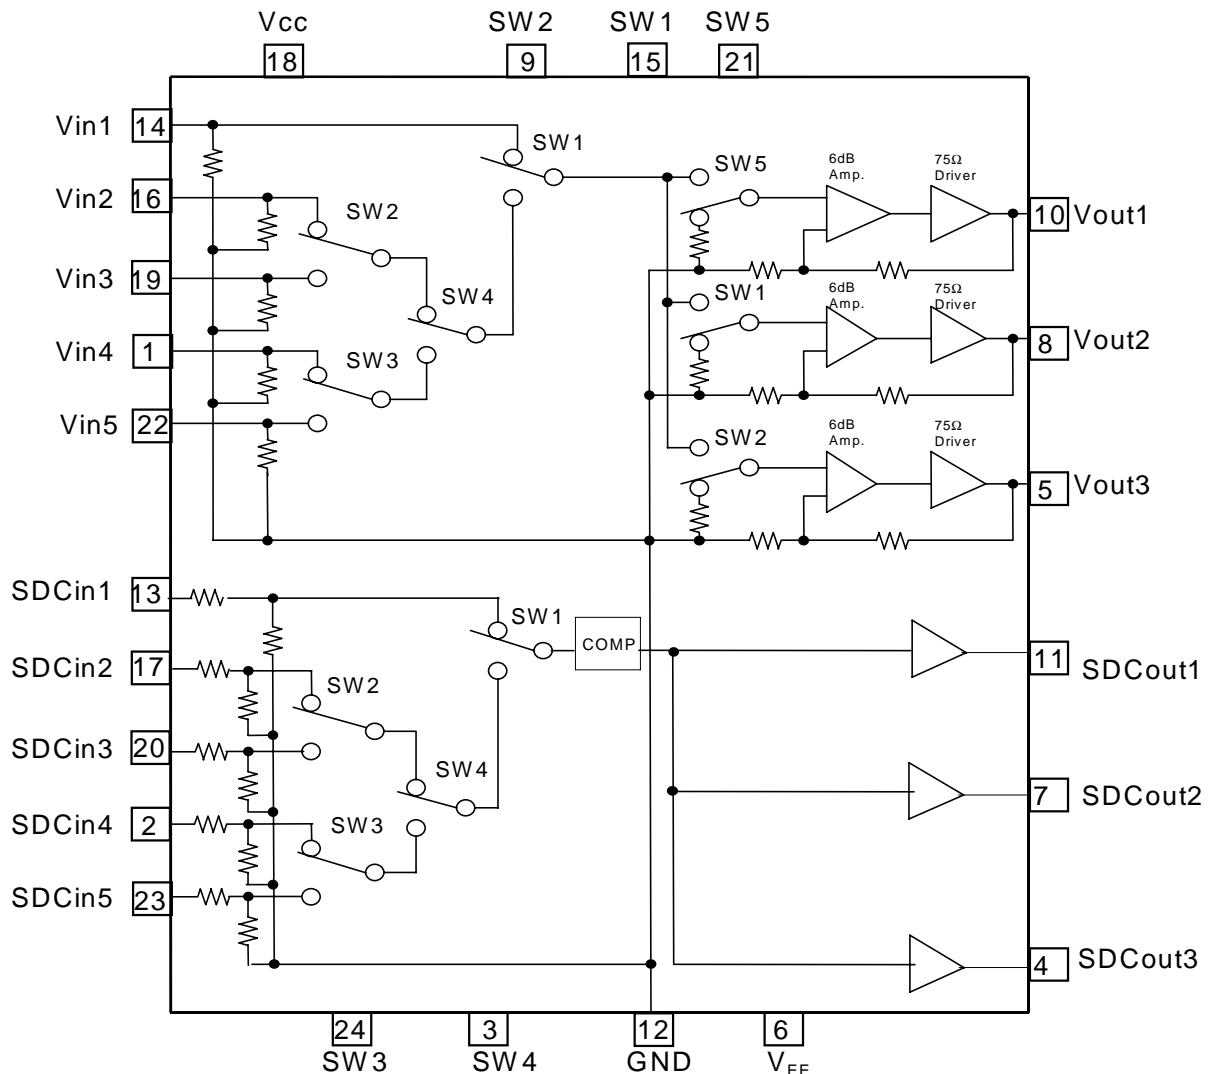 Vcc SW2 SW1 SW5
18 9 15 21
Vin1 14
SW1
Vin2 16
SW2
Vin3 19
SW4
Vin4 1
SW3
Vin5 22
SW5
6dB
Amp.
75Ω
Driver
10 Vout1
SW1
6dB
Amp.
75Ω
Driver
8 Vout2
SW2
6dB
Amp.
75Ω
Driver
5 Vout3
SDCin1 13
SW1
COMP
11 SDCout1
SDCin2 17
SW2
SDCin3 20
SW4
7 SDCout2
SDCin4 2
SW3
SDCin5 23
4 SDCout3
24 3 12 6
SW3 SW4 GND VEE